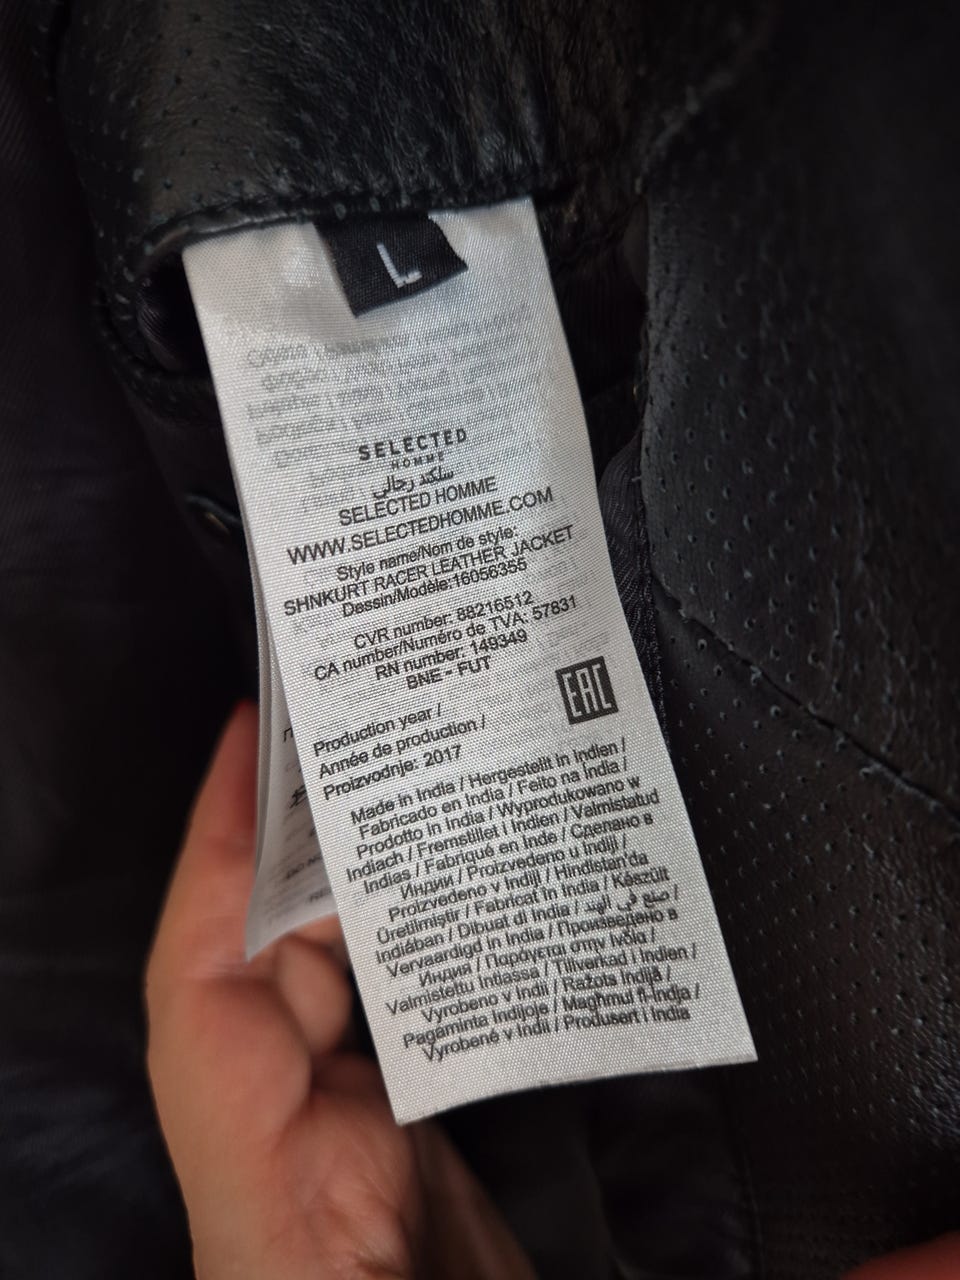 L
SELECTED
HOMME
سلكتد رجالي
SELECTED HOMME
WWW.SELECTEDHOMME.COM
Style name/Nom de style:
SHNKURT RACER LEATHER JACKET
Dessin/Modèle:16056355
CVR number: 88216512
CA number/Numéro de TVA: 57831
RN number: 149349
BNE - FUT
EAC
Production year /
Année de production /
Proizvodnje: 2017
Made in India / Hergestellt in Indien /
Fabricado en India / Feito na India /
Prodotto in India / Wyprodukowano w
Indiach / Fremstillet i Indien / Valmistatud
Indias / Fabriqué en Inde / Сделано в
Индии / Proizvedeno u Indiji /
Proizvedeno v Indiji / Hindistan'da
Üretilmiştir / Fabricat în India / Készült
Indiában / Dibuat di India / صنع في الهند /
Vervaardigd in India / Произведено в
Индия / Παράγεται στην Ινδία /
Valmistettu Intiassa / Tillverkad i Indien /
Vyrobeno v Indii / Ražots Indijā /
Pagaminta Indijoje / Magħmul fl-Indja /
Vyrobené v Indii / Produsert i India